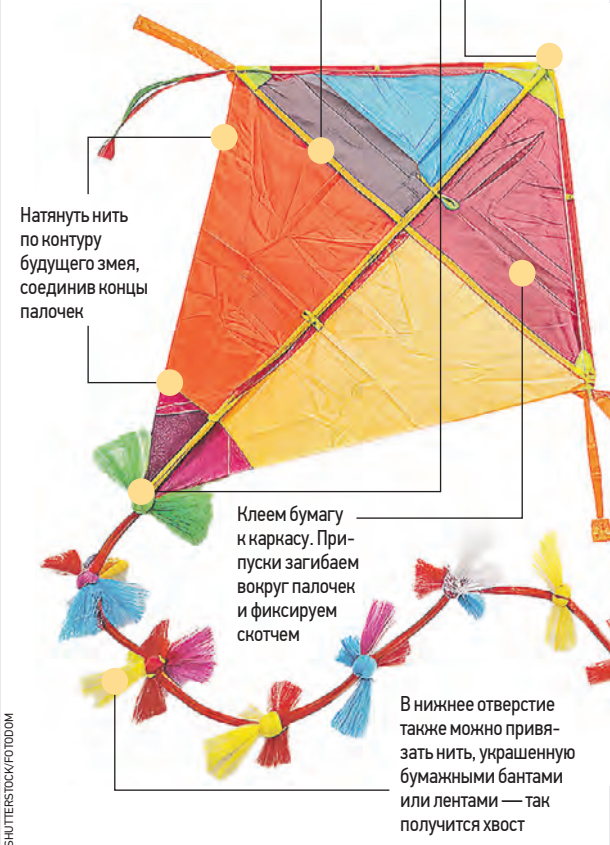 Натянуть нить
по контуру
будущего змея,
соединив концы
палочек
Клеем бумагу
к каркасу. При-
пуски загибаем
вокруг палочек
и фиксируем
скотчем
В нижнее отверстие
также можно привя-
зать нить, украшенную
бумажными бантами
или лентами — так
получится хвост
SHUTTERSTOCK/FOTODOM